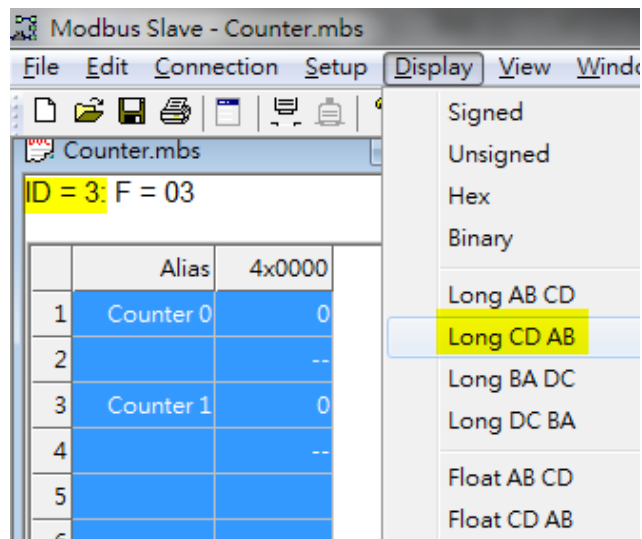 Modbus Slave - Counter.mbs
File Edit Connection Setup Display View
Counter.mbs
ID = 3: F = 03
Alias 4x0000
1 Counter 0 0
2 --
3 Counter 1 0
4 --
5
Signed
Unsigned
Hex
Binary
Long AB CD
Long CD AB
Long BA DC
Long DC BA
Float AB CD
Float CD AB